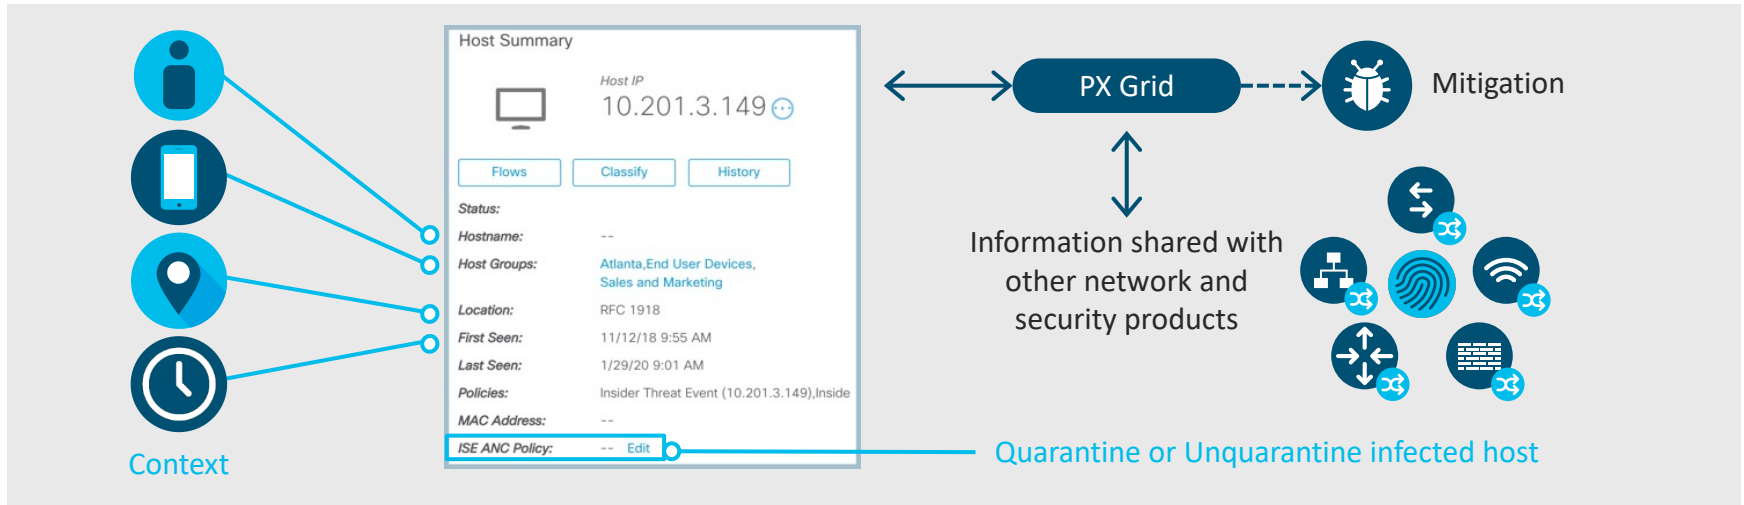 Host Summary
Host IP
10.201.3.149
Flows Classify History
Status:
Hostname: --
Host Groups: Atlanta,End User Devices,
Sales and Marketing
Location: RFC 1918
First Seen: 11/12/18 9:55 AM
Last Seen: 1/29/20 9:01 AM
Policies: Insider Threat Event (10.201.3.149),Inside
MAC Address: --
ISE ANC Policy: -- Edit
Context
PX Grid
Mitigation
Information shared with
other network and
security products
Quarantine or Unquarantine infected host